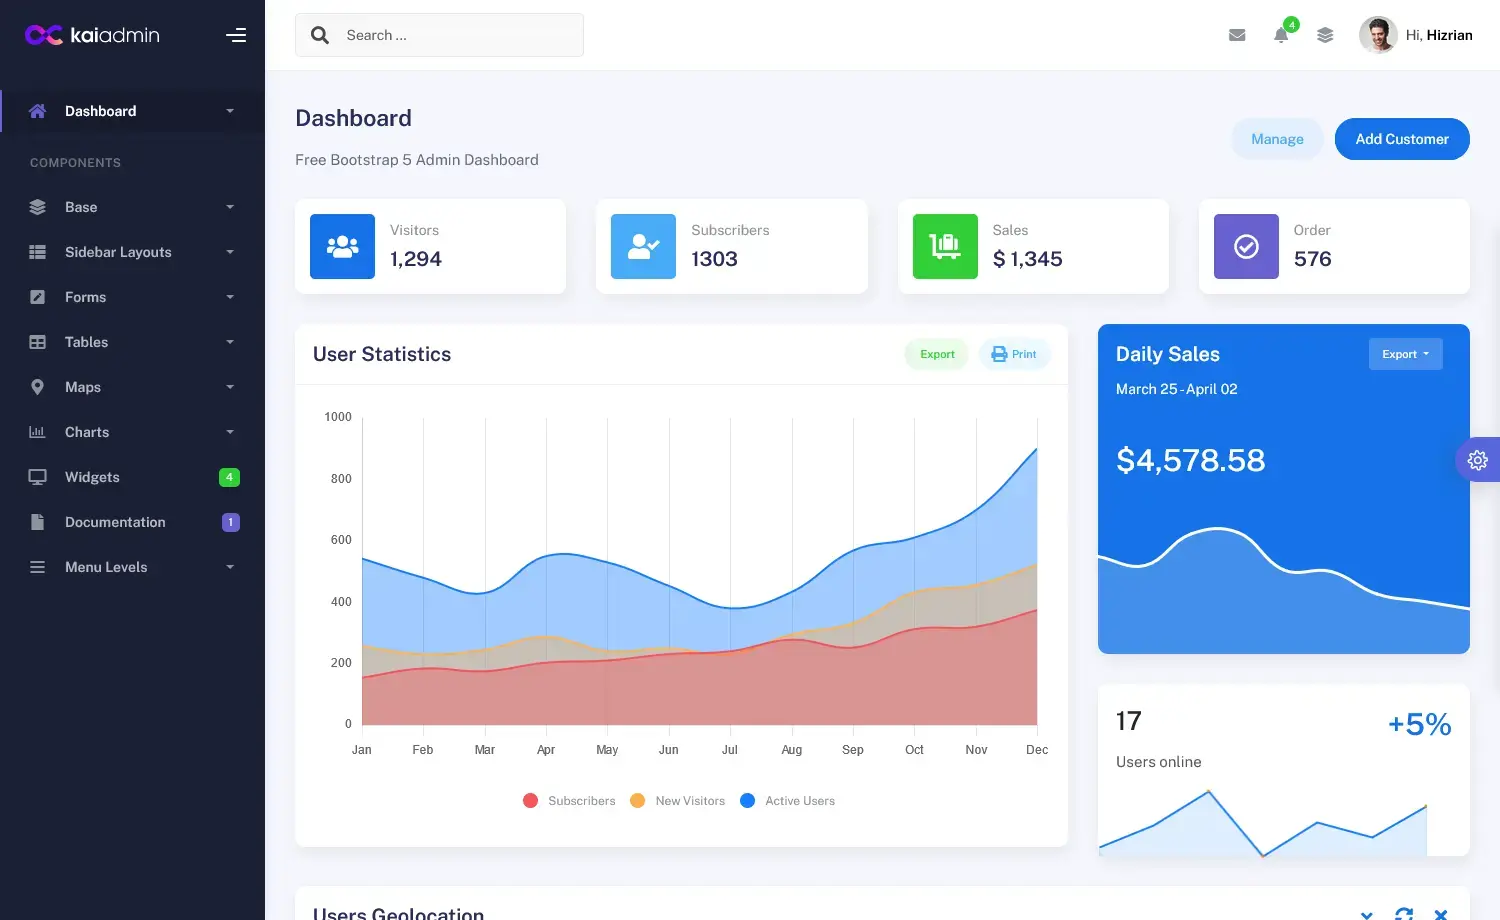 kaiadmin
Search ...
4
Hi, Hizrian
Dashboard
COMPONENTS
Base
Sidebar Layouts
Forms
Tables
Maps
Charts
Widgets 4
Documentation 1
Menu Levels
Dashboard
Free Bootstrap 5 Admin Dashboard
Manage
Add Customer
Visitors
1,294
Subscribers
1303
Sales
$ 1,345
Order
576
User Statistics
Export
Print
1000
800
600
400
200
0
Jan Feb Mar Apr May Jun Jul Aug Sep Oct Nov Dec
Subscribers New Visitors Active Users
Daily Sales
Export
March 25 - April 02
$4,578.58
17
+5%
Users online
Users Geolocation